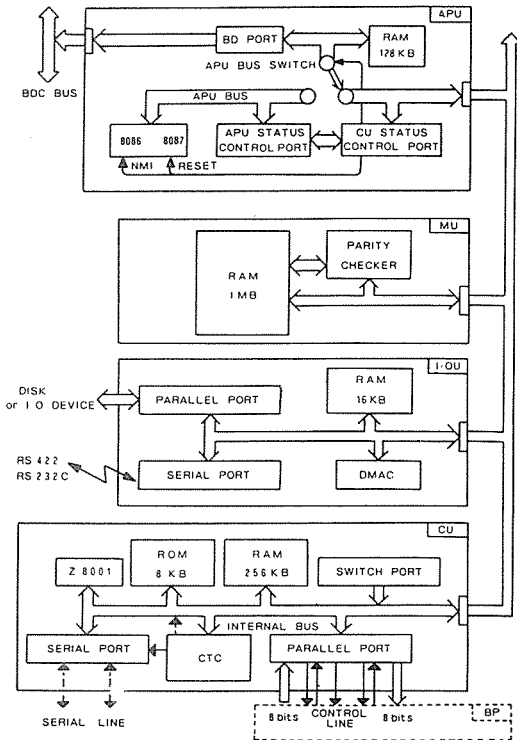 APU
BD PORT
RAM
128 KB
APU BUS SWITCH
BDC BUS
APU BUS
8086 8087
APU STATUS
CONTROL PORT
CU STATUS
CONTROL PORT
NMI RESET
MU
RAM
1 MB
PARITY
CHECKER
I·OU
DISK
or I O DEVICE
PARALLEL PORT
RAM
16 KB
RS 422
RS 232C
SERIAL PORT
DMAC
CU
Z 8001
ROM
8 KB
RAM
256 KB
SWITCH PORT
INTERNAL BUS
SERIAL PORT
CTC
PARALLEL PORT
SERIAL LINE
8 bits
CONTROL
LINE
8 bits
BP